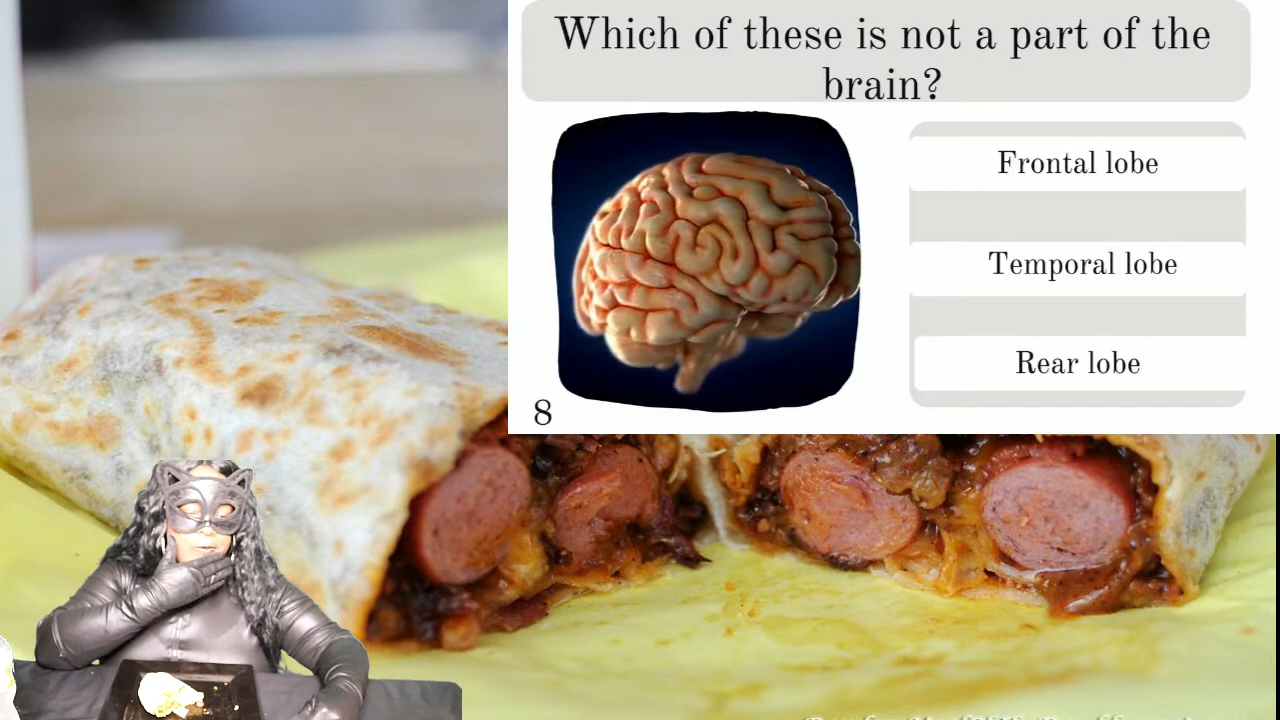 Which of these is not a part of the
brain?
Frontal lobe
Temporal lobe
Rear lobe
8